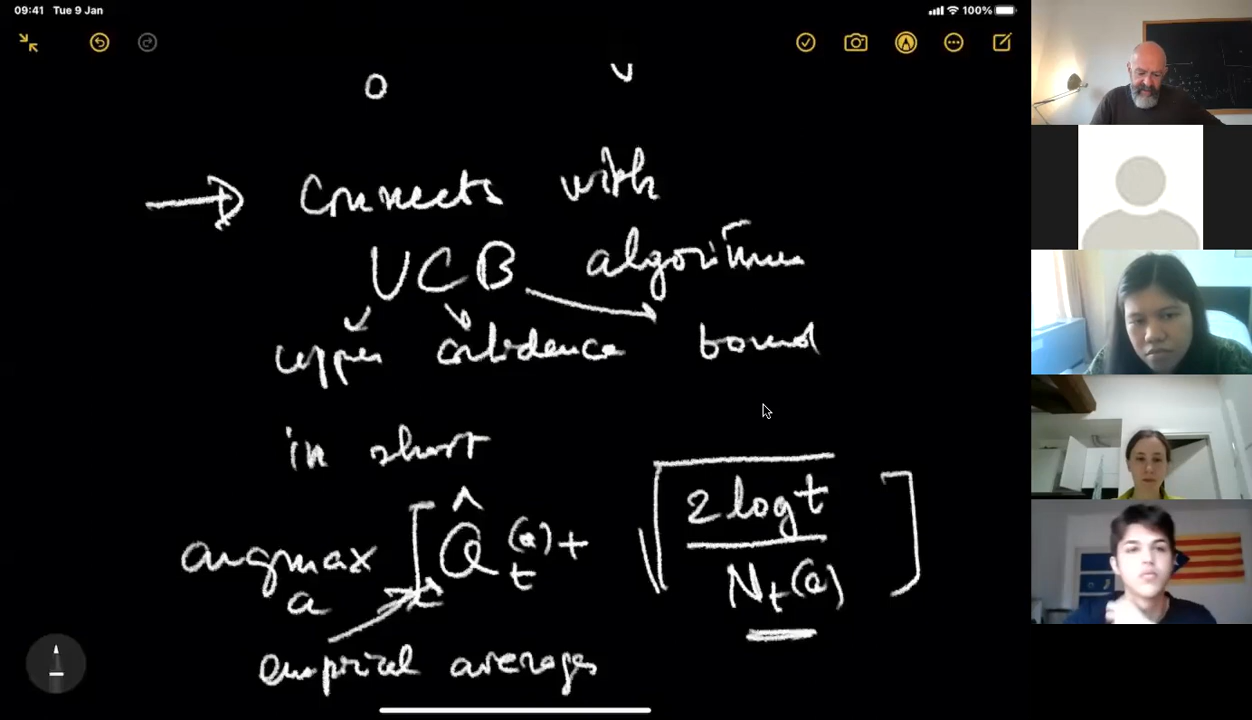 09:41 Tue 9 Jan 100%
→ Connects with
UCB algorithm
upper confidence bound
in short
argmax a [ Q̂t(a) + √(2 log t / Nt(a)) ]
empirical averages